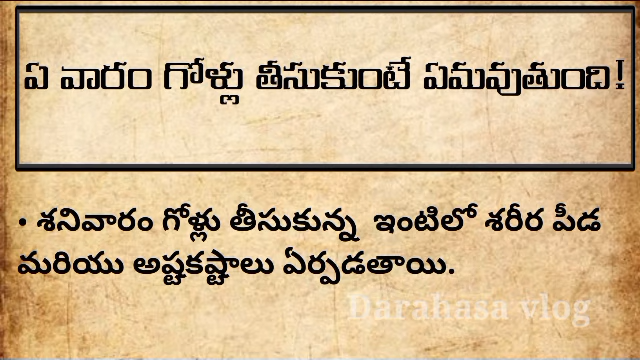 ఏ వారం గోళ్లు తీసుకుంటే ఏమవుతుంది!
• శనివారం గోళ్లు తీసుకున్న ఇంటిలో శరీర పీడ
మరియు అష్టకష్టాలు ఏర్పడతాయి.
Darahasa vlog